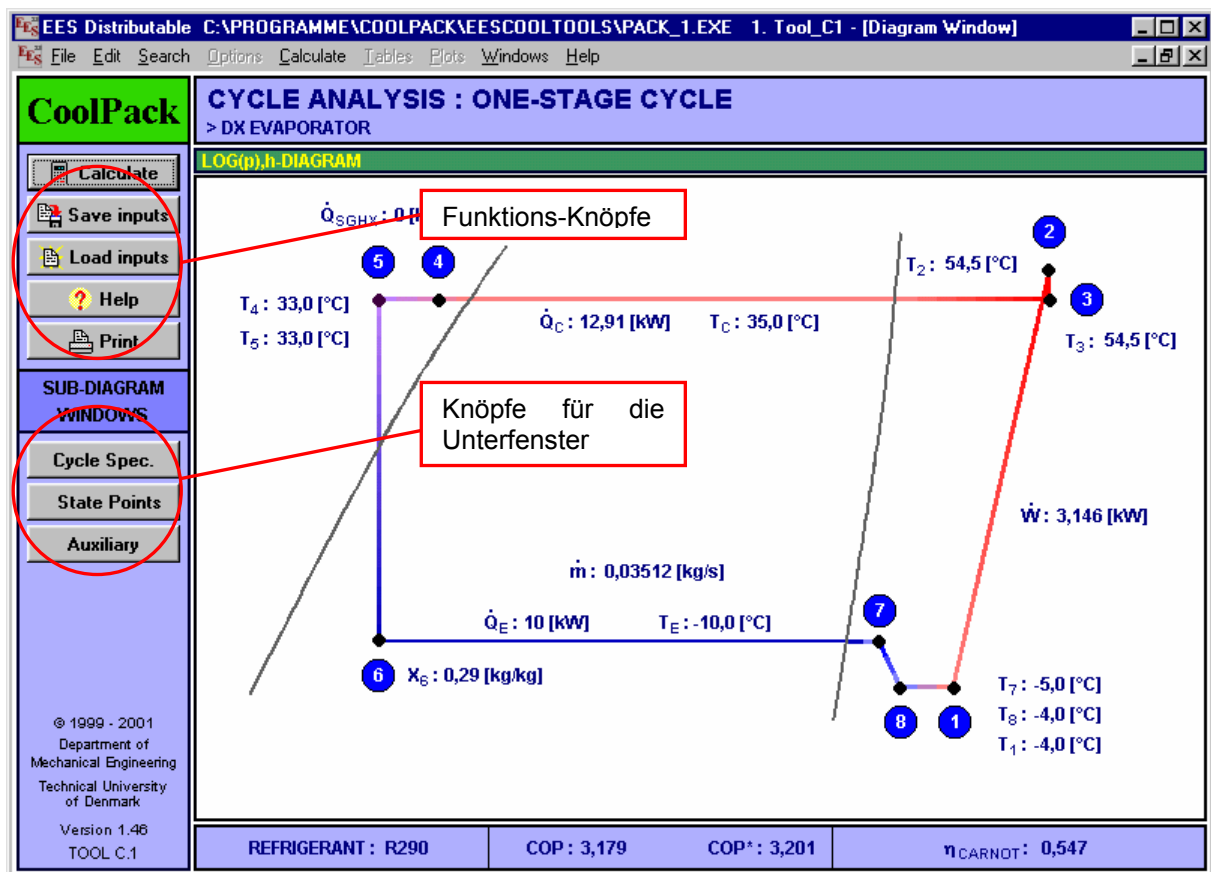 EES Distributable C:\PROGRAMME\COOLPACK\EESCOOLTOOLS\PACK_1.EXE 1. Tool_C1 - [Diagram Window]
File Edit Search Options Calculate Tables Plots Windows Help
CoolPack
CYCLE ANALYSIS : ONE-STAGE CYCLE
> DX EVAPORATOR
LOG(p),h-DIAGRAM
Calculate
Save inputs
Load inputs
Help
Print
SUB-DIAGRAM
WINDOWS
Cycle Spec.
State Points
Auxiliary
© 1999 - 2001
Department of
Mechanical Engineering
Technical University
of Denmark
Version 1.46
TOOL C.1
Q̇SGHX : 0 [
Funktions-Knöpfe
2
5 4
T2 : 54,5 [°C]
3
T4 : 33,0 [°C]
T5 : 33,0 [°C]
Q̇C : 12,91 [kW] TC : 35,0 [°C]
T3 : 54,5 [°C]
Knöpfe für die
Unterfenster
Ẇ : 3,146 [kW]
ṁ : 0,03512 [kg/s]
Q̇E : 10 [kW] TE : -10,0 [°C]
7
6
X6 : 0,29 [kg/kg]
8 1
T7 : -5,0 [°C]
T8 : -4,0 [°C]
T1 : -4,0 [°C]
REFRIGERANT : R290 COP : 3,179 COP* : 3,201 ηCARNOT : 0,547